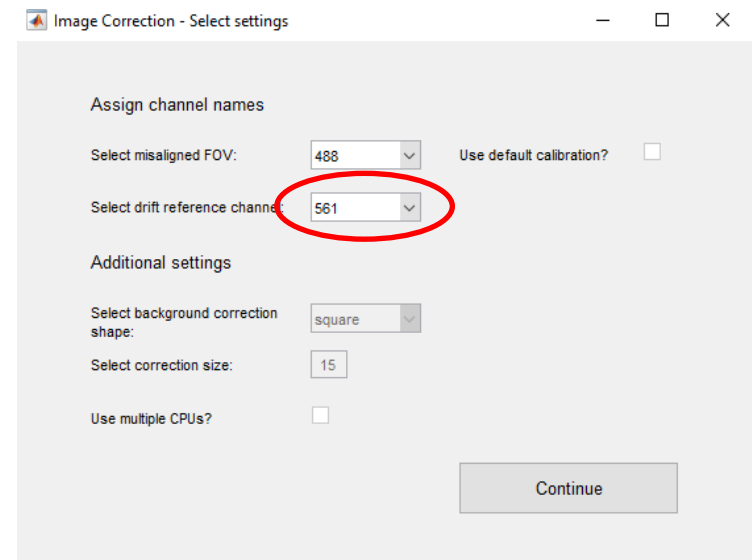 Image Correction - Select settings
Assign channel names
Select misaligned FOV: 488 Use default calibration?
Select drift reference channel: 561
Additional settings
Select background correction
shape: square
Select correction size: 15
Use multiple CPUs?
Continue